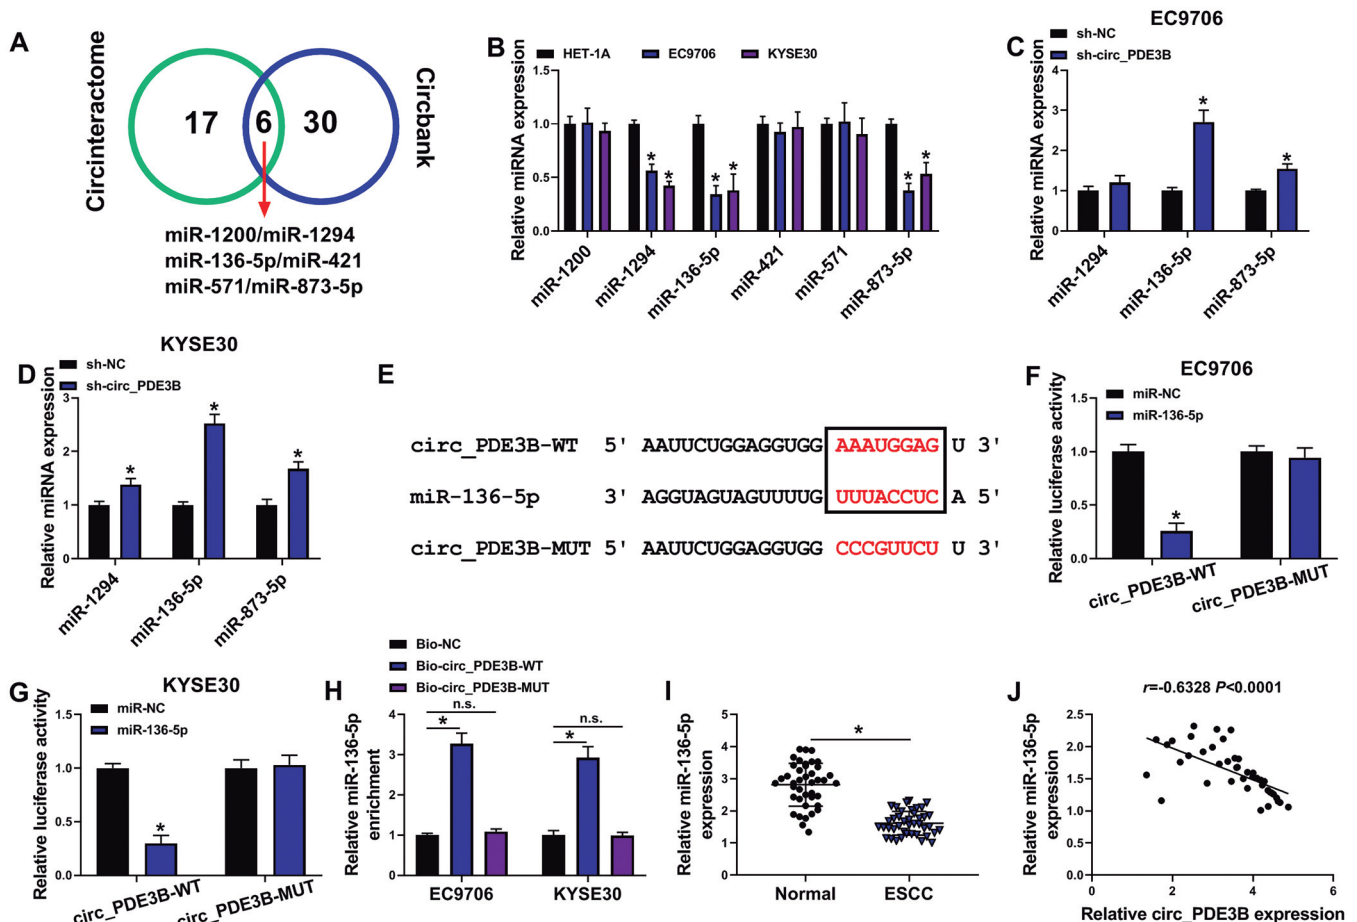 A
Circinteractome
17
6
30
Circbank
miR-1200/miR-1294
miR-136-5p/miR-421
miR-571/miR-873-5p
B
HET-1A EC9706 KYSE30
Relative miRNA expression
1.5
1.0
0.5
0.0
* * * * * *
miR-1200 miR-1294 miR-136-5p miR-421 miR-571 miR-873-5p
C
EC9706
sh-NC
sh-circ_PDE3B
Relative miRNA expression
4
3
2
1
0
* *
miR-1294 miR-136-5p miR-873-5p
D
KYSE30
sh-NC
sh-circ_PDE3B
Relative miRNA expression
3
2
1
0
* * *
miR-1294 miR-136-5p miR-873-5p
E
circ_PDE3B-WT 5' AAUUCUGGAGGUGG AAAUGGAG U 3'
miR-136-5p 3' AGGUAGUAGUUUUG UUUACCUC A 5'
circ_PDE3B-MUT 5' AAUUCUGGAGGUGG CCCGUUCU U 3'
F
EC9706
miR-NC
miR-136-5p
Relative luciferase activity
1.5
1.0
0.5
0.0
*
circ_PDE3B-WT circ_PDE3B-MUT
G
KYSE30
miR-NC
miR-136-5p
Relative luciferase activity
1.5
1.0
0.5
0.0
*
circ_PDE3B-WT circ_PDE3B-MUT
H
Bio-NC
Bio-circ_PDE3B-WT
Bio-circ_PDE3B-MUT
Relative miR-136-5p
enrichment
4
3
2
1
0
n.s. n.s.
* *
EC9706 KYSE30
I
Relative miR-136-5p
expression
5
4
3
2
1
0
*
Normal ESCC
J
r=-0.6328 P<0.0001
Relative miR-136-5p
expression
2.5
2.0
1.5
1.0
0.5
0.0
0 2 4 6
Relative circ_PDE3B expression